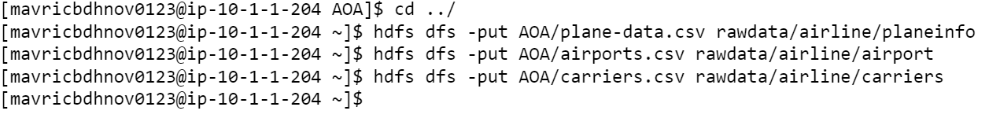 [mavricbdhnov0123@ip-10-1-1-204 AOA]$ cd ../
[mavricbdhnov0123@ip-10-1-1-204 ~]$ hdfs dfs -put AOA/plane-data.csv rawdata/airline/planeinfo
[mavricbdhnov0123@ip-10-1-1-204 ~]$ hdfs dfs -put AOA/airports.csv rawdata/airline/airport
[mavricbdhnov0123@ip-10-1-1-204 ~]$ hdfs dfs -put AOA/carriers.csv rawdata/airline/carriers
[mavricbdhnov0123@ip-10-1-1-204 ~]$